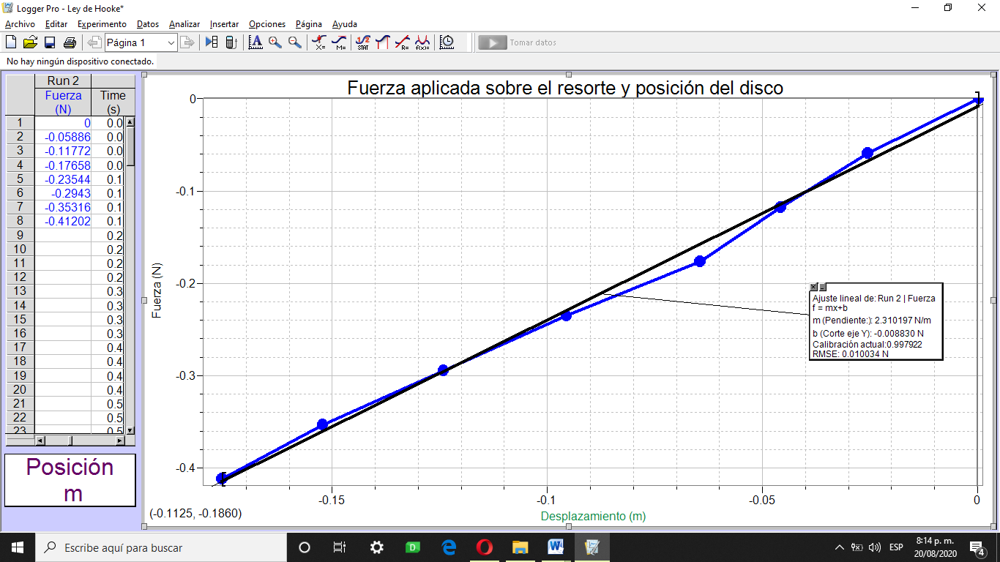 Logger Pro - Ley de Hooke*
Archivo Editar Experimento Datos Analizar Insertar Opciones Página Ayuda
Página 1
Tomar datos
No hay ningún dispositivo conectado.
Run 2
Fuerza (N) Time (s)
1 0 0.0
2 -0.05886 0.0
3 -0.11772 0.0
4 -0.17658 0.0
5 -0.23544 0.1
6 -0.2943 0.1
7 -0.35316 0.1
8 -0.41202 0.1
9 0.2
10 0.2
11 0.2
12 0.2
13 0.3
14 0.3
15 0.3
16 0.3
17 0.4
18 0.4
19 0.4
20 0.4
21 0.5
22 0.5
23 0.5
Posición
m
Fuerza aplicada sobre el resorte y posición del disco
0
-0.1
-0.2
-0.3
-0.4
Fuerza (N)
Ajuste lineal de: Run 2 | Fuerza
f = mx+b
m (Pendiente:): 2.310197 N/m
b (Corte eje Y): -0.008830 N
Calibración actual:0.997922
RMSE: 0.010034 N
-0.15 -0.1 -0.05 0
(-0.1125, -0.1860)
Desplazamiento (m)
Escribe aquí para buscar
ESP
8:14 p. m.
20/08/2020
4